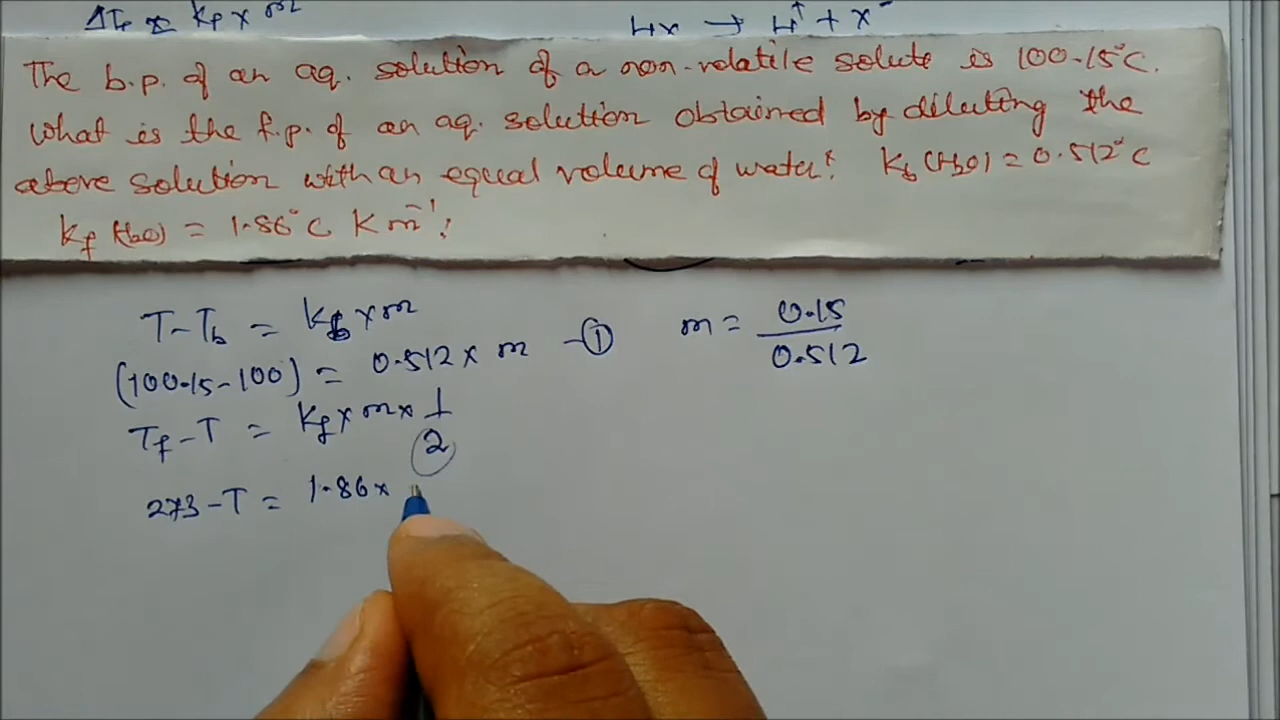 ΔTf = Kf × m
HX → H⁺ + X⁻
The b.p. of an aq. solution of a non-volatile solute is 100.15°C.
What is the f.p. of an aq. solution obtained by diluting the
above solution with an equal volume of water? Kb (H2O) = 0.512°C
Kf (H2O) = 1.86°C K m⁻¹?
T - Tb = Kb × m
(100.15 - 100) = 0.512 × m -①
m = 0.15 / 0.512
Tf - T = Kf × m × 1/2
273 - T = 1.86 ×